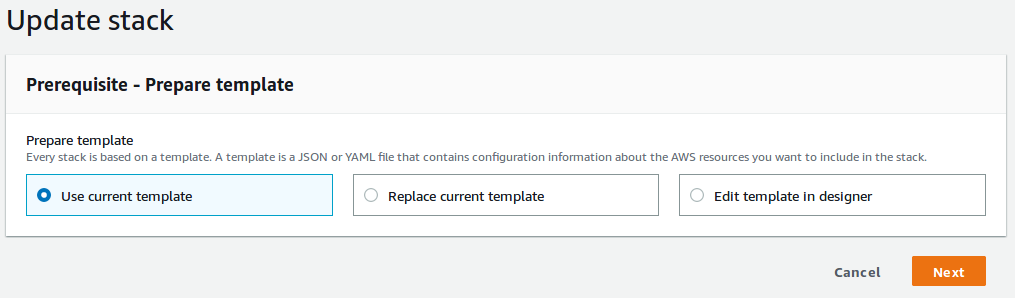 Update stack
Prerequisite - Prepare template
Prepare template
Every stack is based on a template. A template is a JSON or YAML file that contains configuration information about the AWS resources you want to include in the stack.
Use current template
Replace current template
Edit template in designer
Cancel
Next